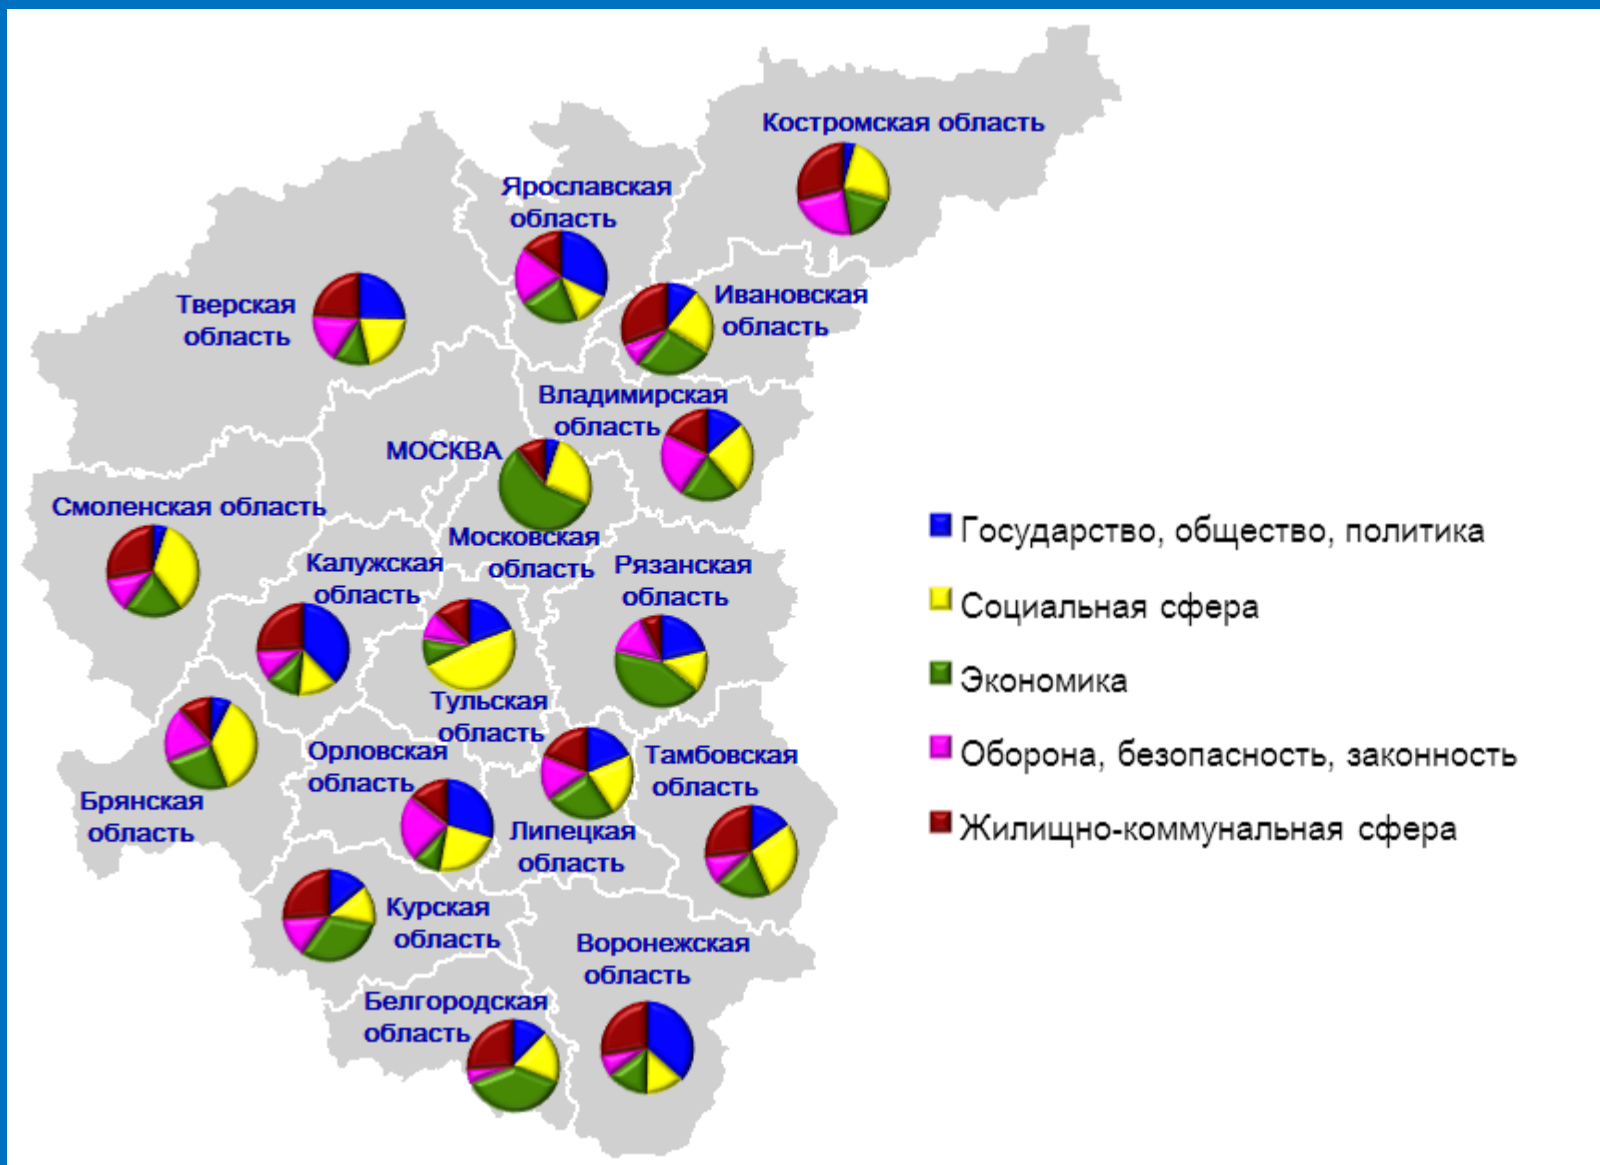 Костромская область
Ярославская
область
Тверская
область
Ивановская
область
Владимирская
область
МОСКВА
Смоленская область
Московская
область
Калужская
область
Рязанская
область
Тульская
область
Орловская
область
Тамбовская
область
Брянская
область
Липецкая
область
Курская
область
Воронежская
область
Белгородская
область
Государство, общество, политика
Социальная сфера
Экономика
Оборона, безопасность, законность
Жилищно-коммунальная сфера